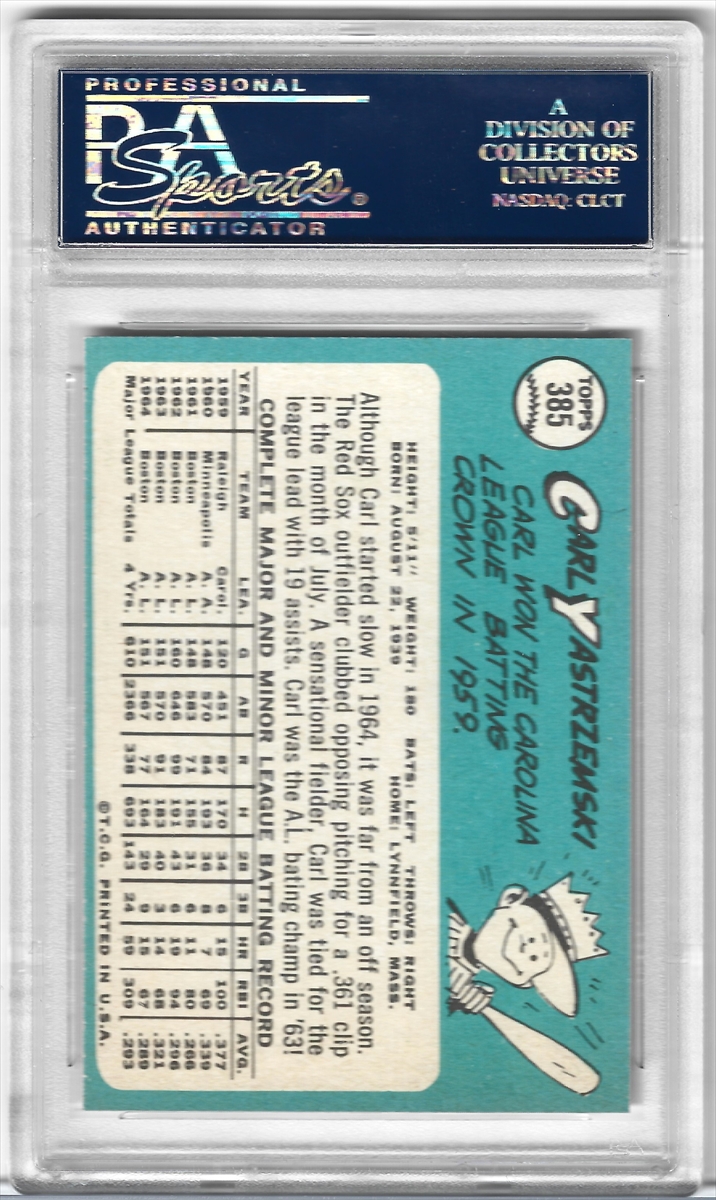 PROFESSIONAL
PSA
Sports®
AUTHENTICATOR
A
DIVISION OF
COLLECTORS
UNIVERSE
NASDAQ: CLCT
TOPPS
385
CARL YASTRZEMSKI
CARL WON THE CAROLINA
LEAGUE BATTING
CROWN IN 1959.
HEIGHT: 5'11" WEIGHT: 180 BATS: LEFT THROWS: RIGHT
BORN: AUGUST 22, 1939 HOME: LYNNFIELD, MASS.
Although Carl started slow in 1964, it was far from an off season.
The Red Sox outfielder clubbed opposing pitching for a .361 clip
in the month of July. A sensational fielder, Carl was tied for the
league lead with 19 assists. Carl was the A.L. bating champ in '63!
COMPLETE MAJOR AND MINOR LEAGUE BATTING RECORD
YEAR TEAM LEA. G AB R H 2B 3B HR RBI AVG.
1959 Raleigh Carol. 120 451 87 170 34 6 15 100 .377
1960 Minneapolis A. A. 148 570 84 193 36 8 7 69 .339
1961 Boston A. L. 148 583 71 155 31 6 11 80 .266
1962 Boston A. L. 160 646 99 191 43 6 19 94 .296
1963 Boston A. L. 151 570 91 183 40 3 14 68 .321
1964 Boston A. L. 151 567 77 164 29 9 15 67 .289
Major League Totals 4 Yrs. 610 2366 338 693 143 24 59 309 .293
©T.C.G. PRINTED IN U.S.A.